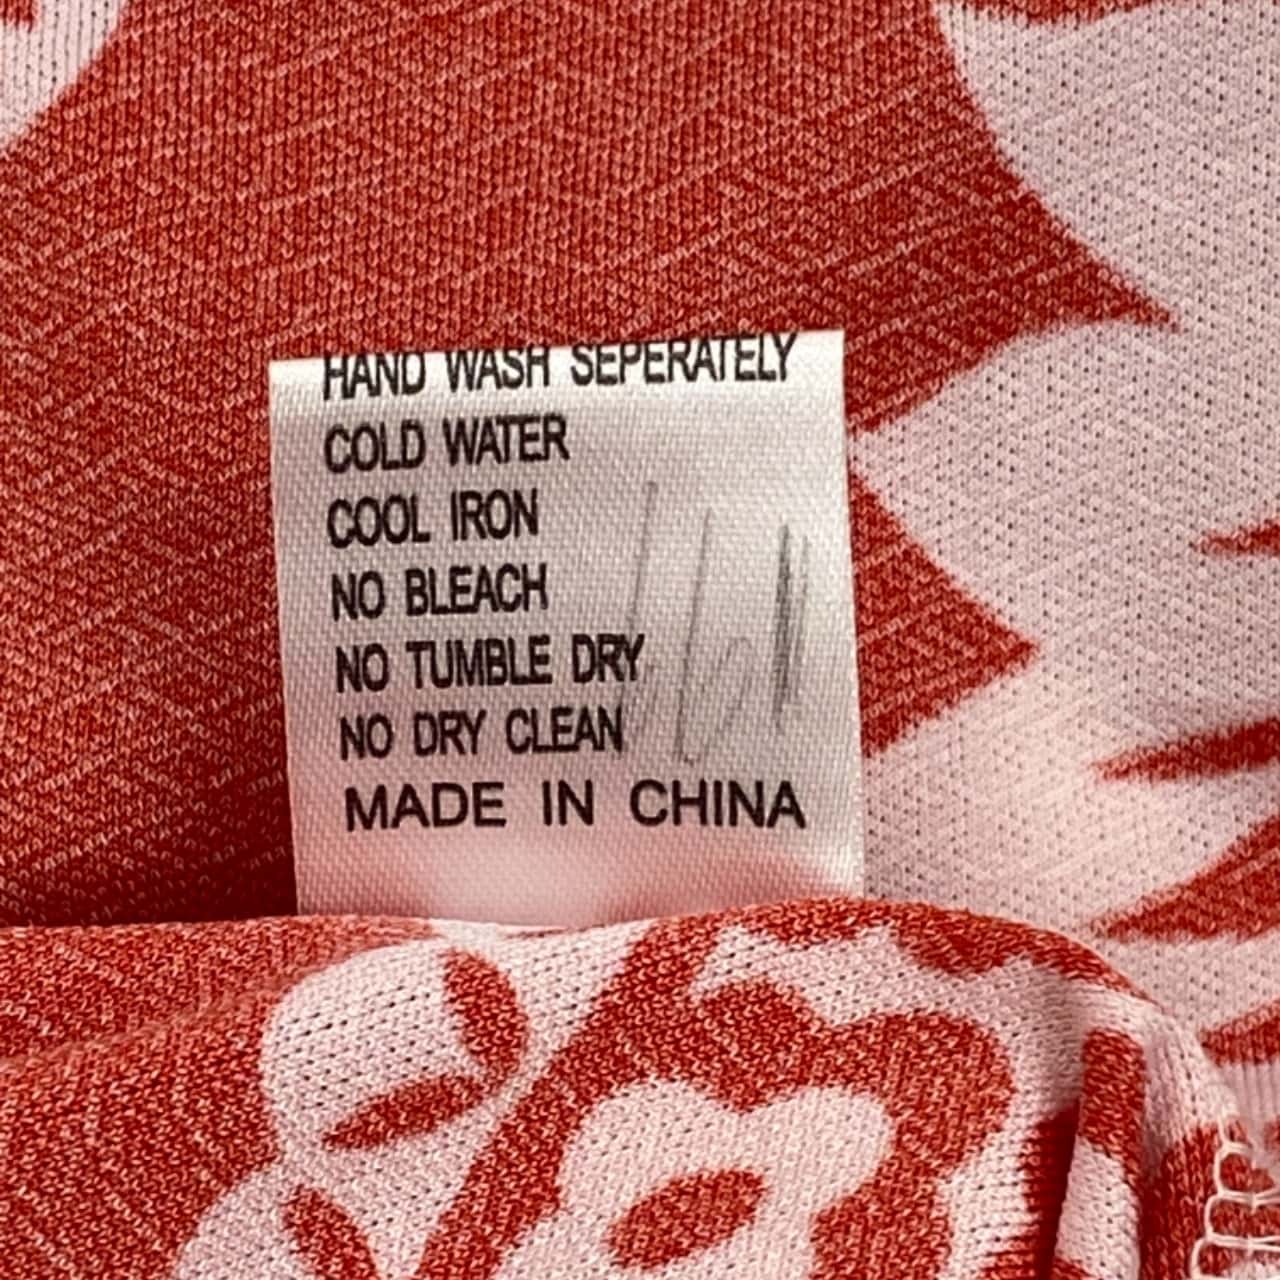 HAND WASH SEPERATELY
COLD WATER
COOL IRON
NO BLEACH
NO TUMBLE DRY
NO DRY CLEAN
MADE IN CHINA